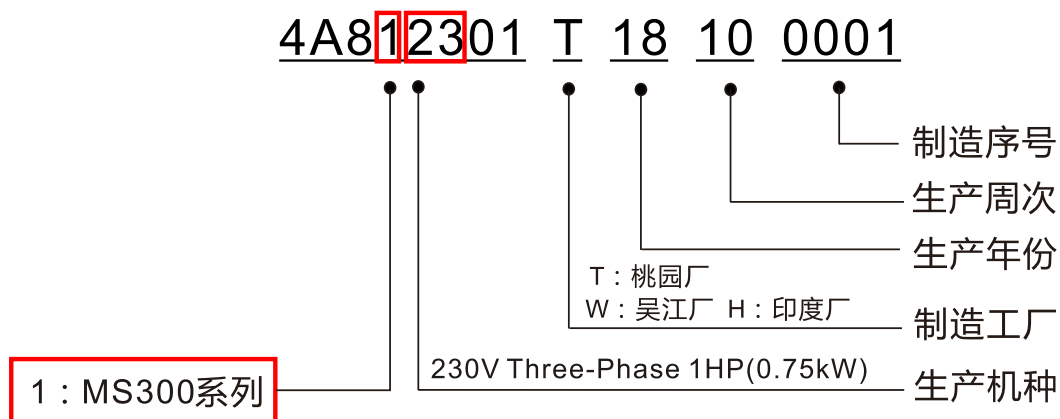 4A812301 T 18 10 0001
制造序号
生产周次
生产年份
T：桃园厂
W：吴江厂 H：印度厂
制造工厂
230V Three-Phase 1HP(0.75kW)
生产机种
1：MS300系列